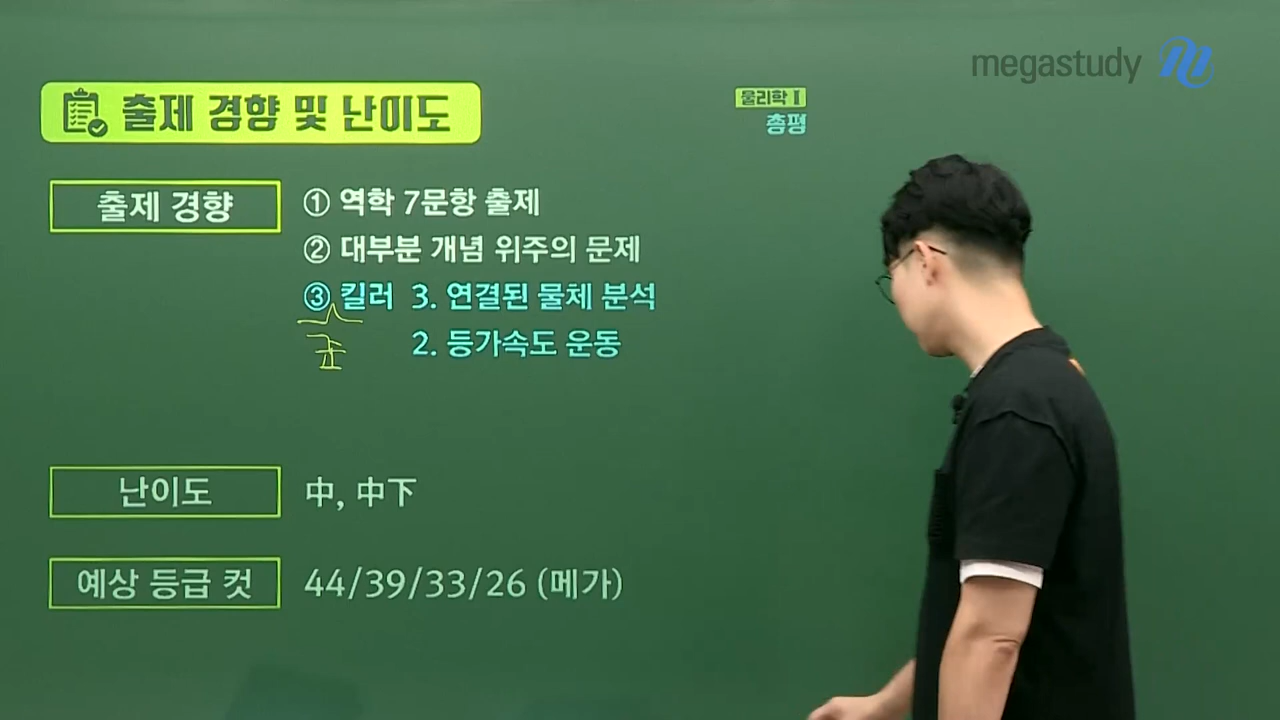 megastudy
출제 경향 및 난이도
물리학 Ⅱ
총평
출제 경향
① 역학 7문항 출제
② 대부분 개념 위주의 문제
③ 킬러 3. 연결된 물체 분석
준
2. 등가속도 운동
난이도
中, 中下
예상 등급 컷
44/39/33/26 (메가)